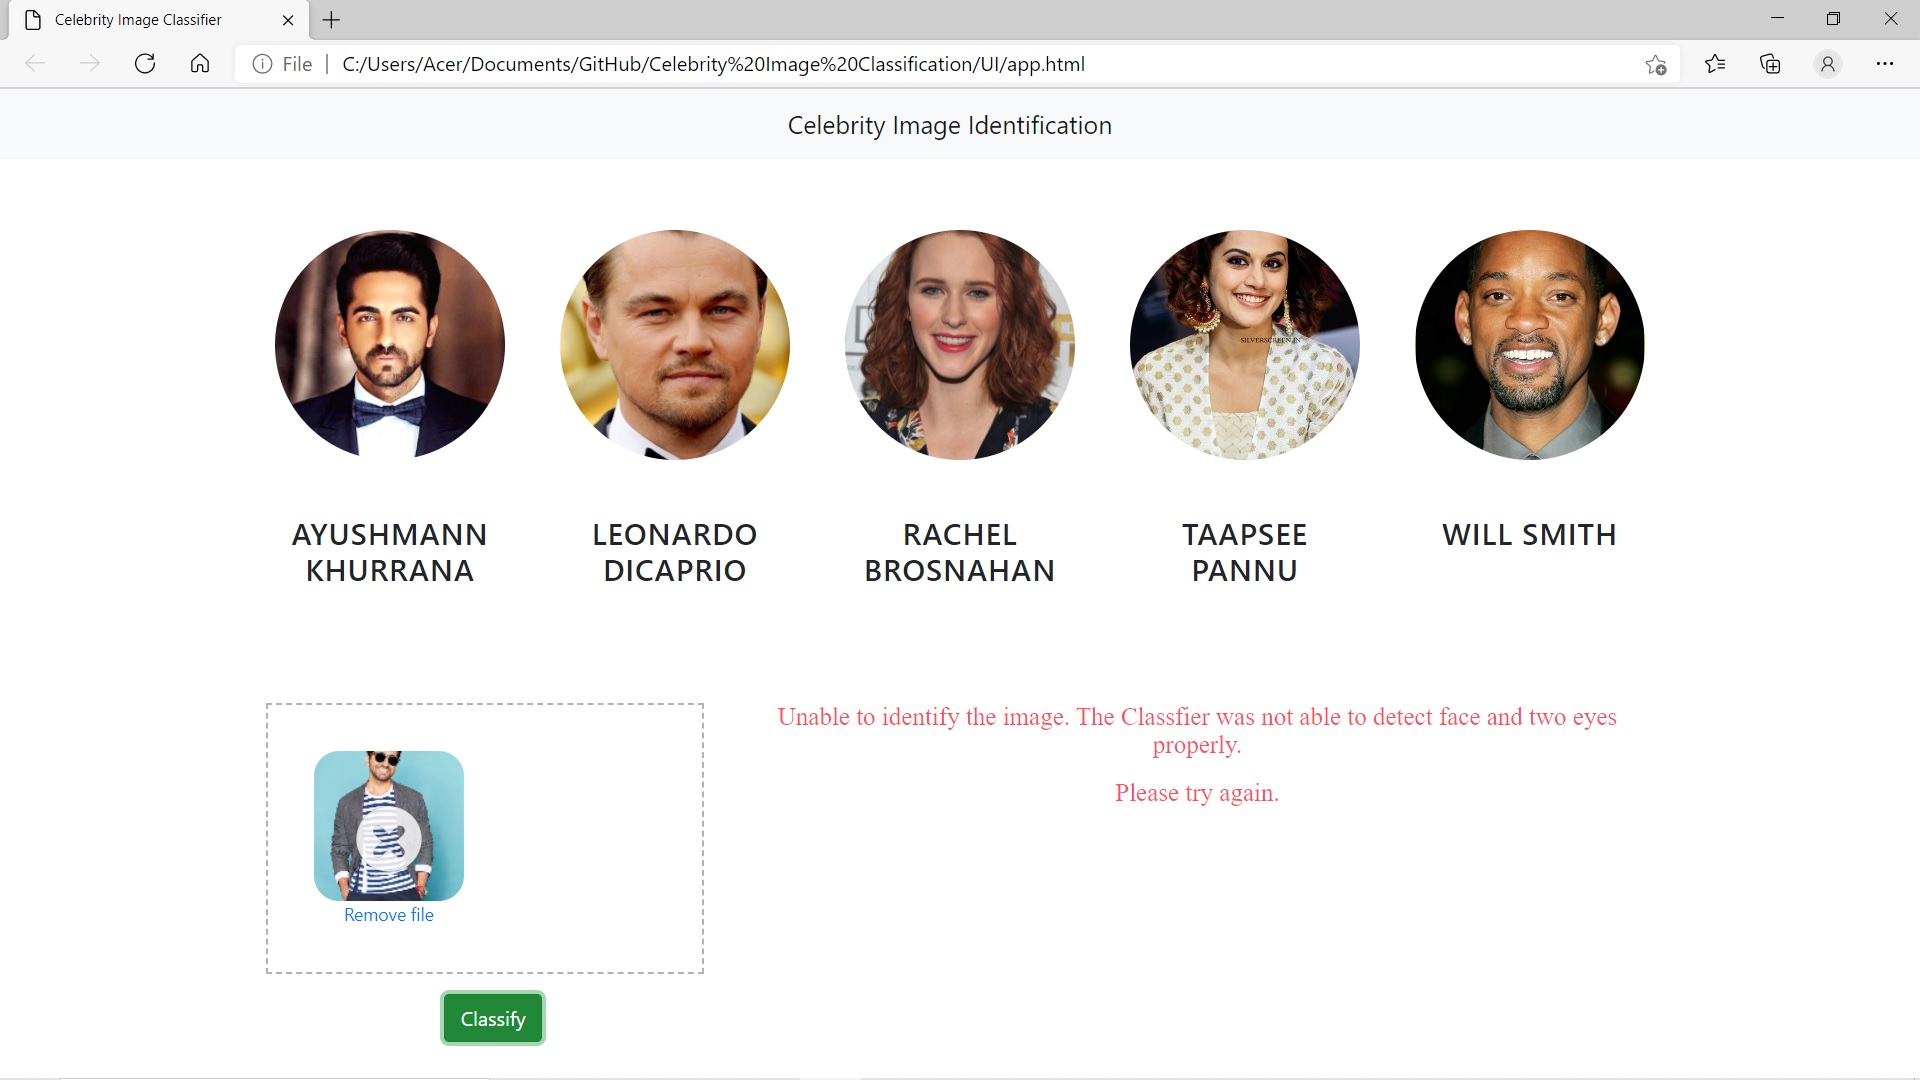 Celebrity Image Classifier
File | C:/Users/Acer/Documents/GitHub/Celebrity%20Image%20Classification/UI/app.html
Celebrity Image Identification
SILVERSCREEN.IN
AYUSHMANN
KHURRANA
LEONARDO
DICAPRIO
RACHEL
BROSNAHAN
TAAPSEE
PANNU
WILL SMITH
Unable to identify the image. The Classfier was not able to detect face and two eyes
properly.
Please try again.
Remove file
Classify